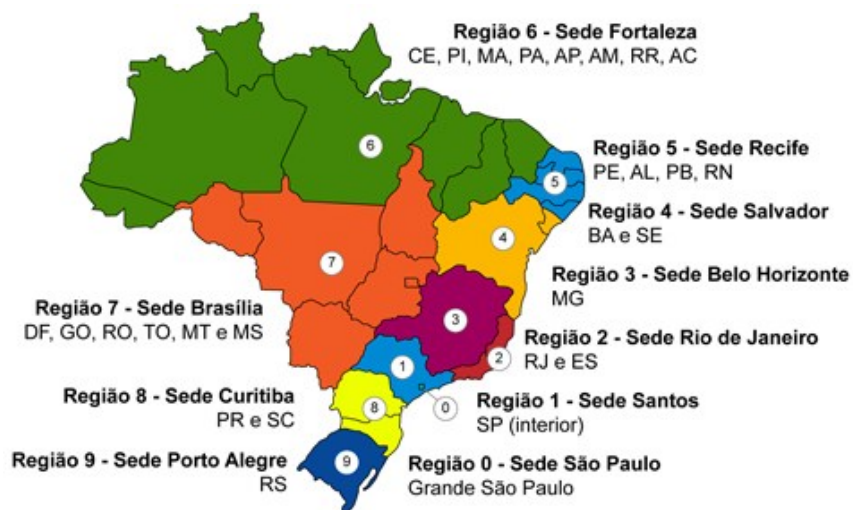 Região 6 - Sede Fortaleza
CE, PI, MA, PA, AP, AM, RR, AC
6
Região 5 - Sede Recife
PE, AL, PB, RN
5
Região 4 - Sede Salvador
BA e SE
4
7
Região 3 - Sede Belo Horizonte
MG
3
Região 7 - Sede Brasília
DF, GO, RO, TO, MT e MS
Região 2 - Sede Rio de Janeiro
RJ e ES
2
1
Região 8 - Sede Curitiba
PR e SC
8
0
Região 1 - Sede Santos
SP (interior)
Região 9 - Sede Porto Alegre
RS
9
Região 0 - Sede São Paulo
Grande São Paulo